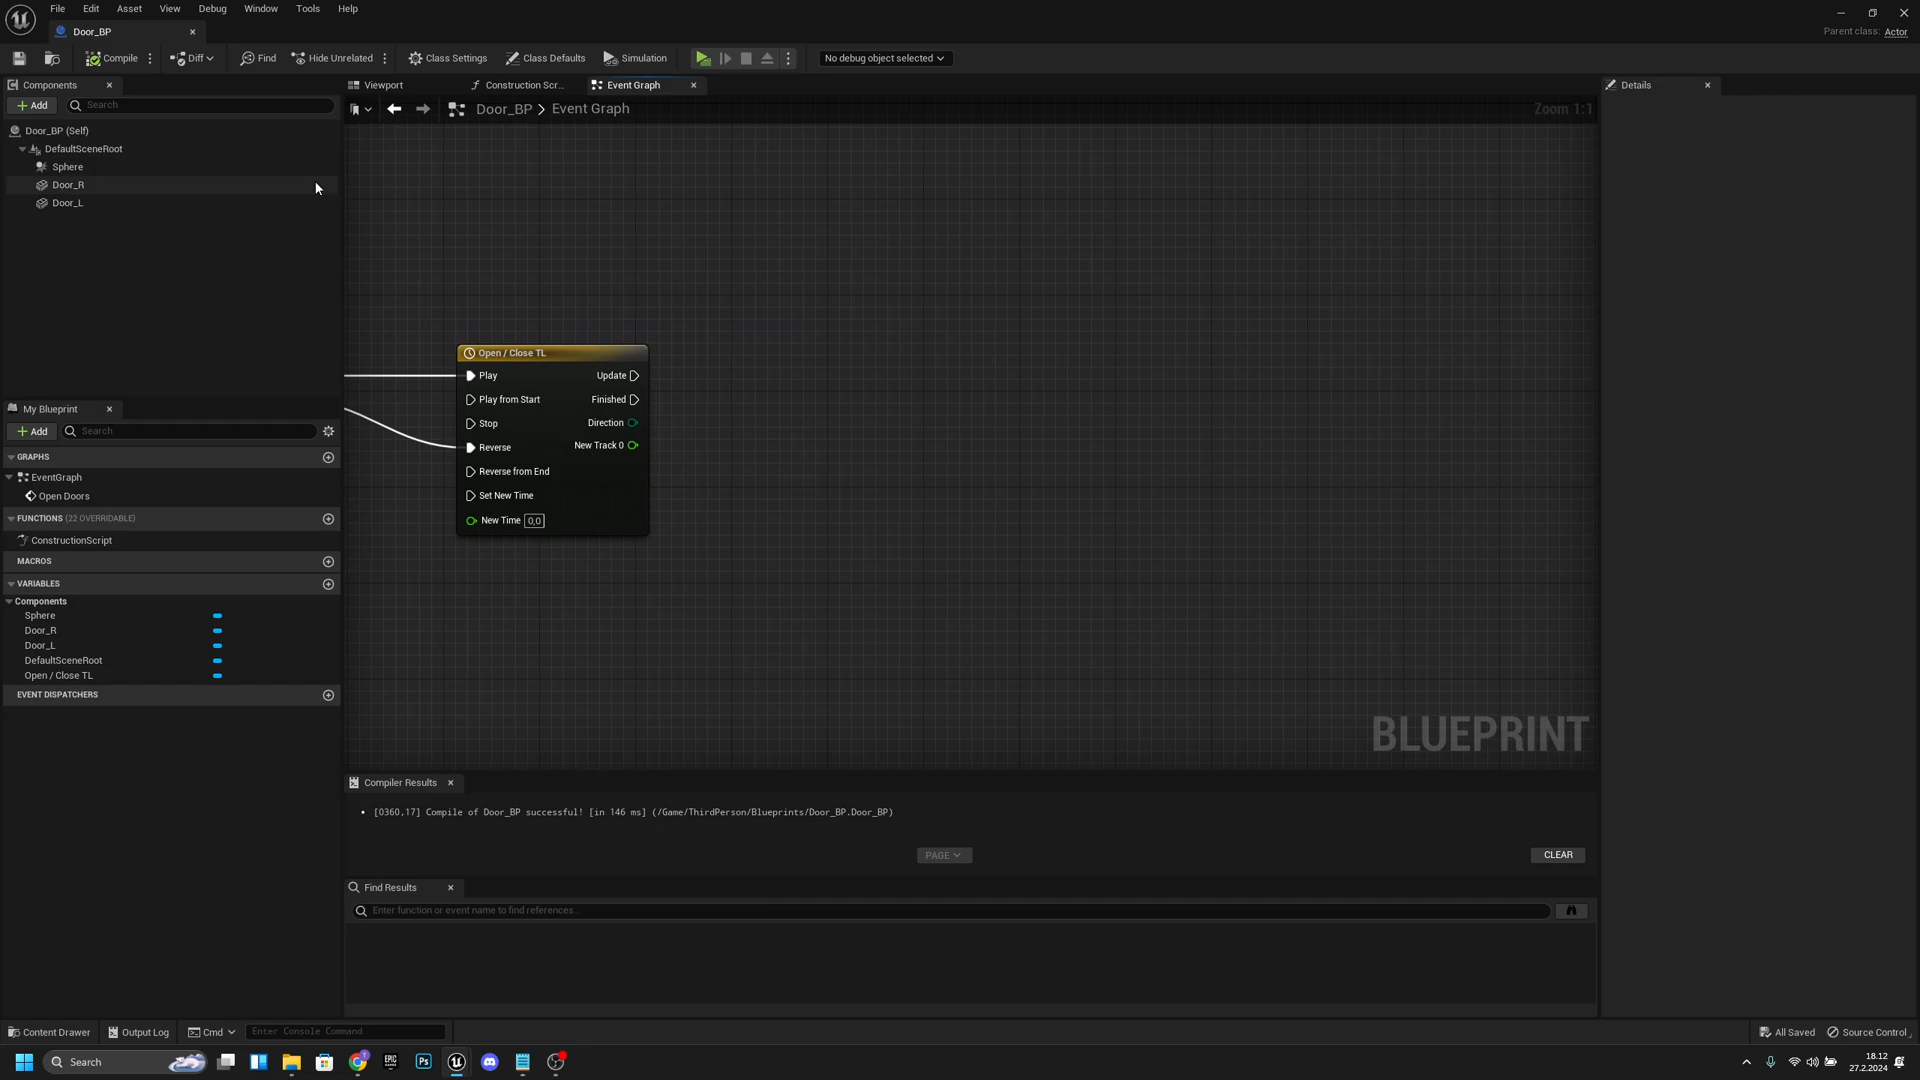 File Edit Asset View Debug Window Tools Help
Door_BP
Parent class: Actor
Compile Diff Find Hide Unrelated Class Settings Class Defaults Simulation No debug object selected
Components
Viewport Construction Scr... Event Graph
Details
Add Search
Door_BP > Event Graph
Zoom 1:1
Door_BP (Self)
DefaultSceneRoot
Sphere
Door_R
Door_L
Open / Close TL
Play Update
Play from Start Finished
Stop Direction
Reverse New Track 0
Reverse from End
Set New Time
New Time 0,0
My Blueprint
Add Search
GRAPHS
EventGraph
Open Doors
FUNCTIONS (22 OVERRIDABLE)
ConstructionScript
MACROS
VARIABLES
Components
Sphere
Door_R
Door_L
DefaultSceneRoot
Open / Close TL
EVENT DISPATCHERS
BLUEPRINT
Compiler Results
[0360,17] Compile of Door_BP successful! [in 146 ms] (/Game/ThirdPerson/Blueprints/Door_BP.Door_BP)
PAGE
CLEAR
Find Results
Enter function or event name to find references...
Content Drawer Output Log Cmd Enter Console Command
All Saved Source Control
Search
EPIC GAMES
Ps
18.12
27.2.2024